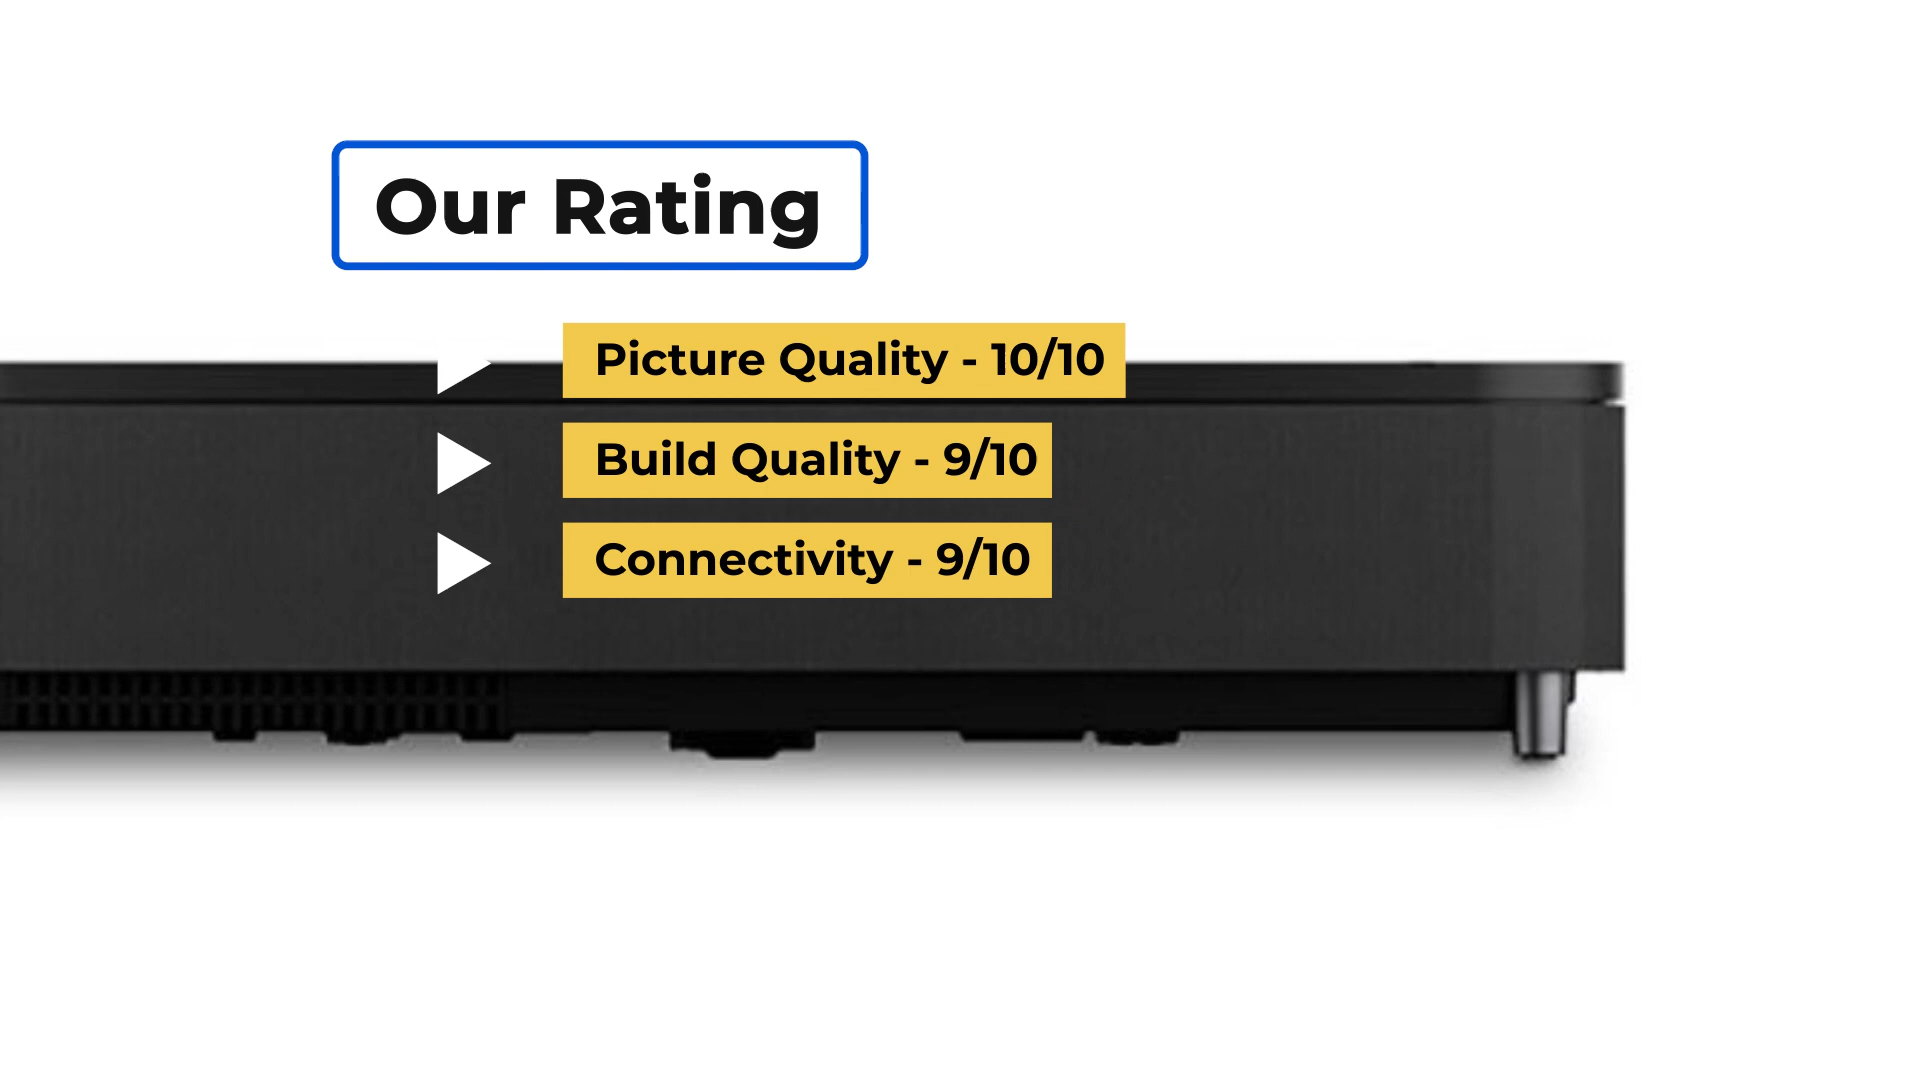 Our Rating
Picture Quality - 10/10
Build Quality - 9/10
Connectivity - 9/10